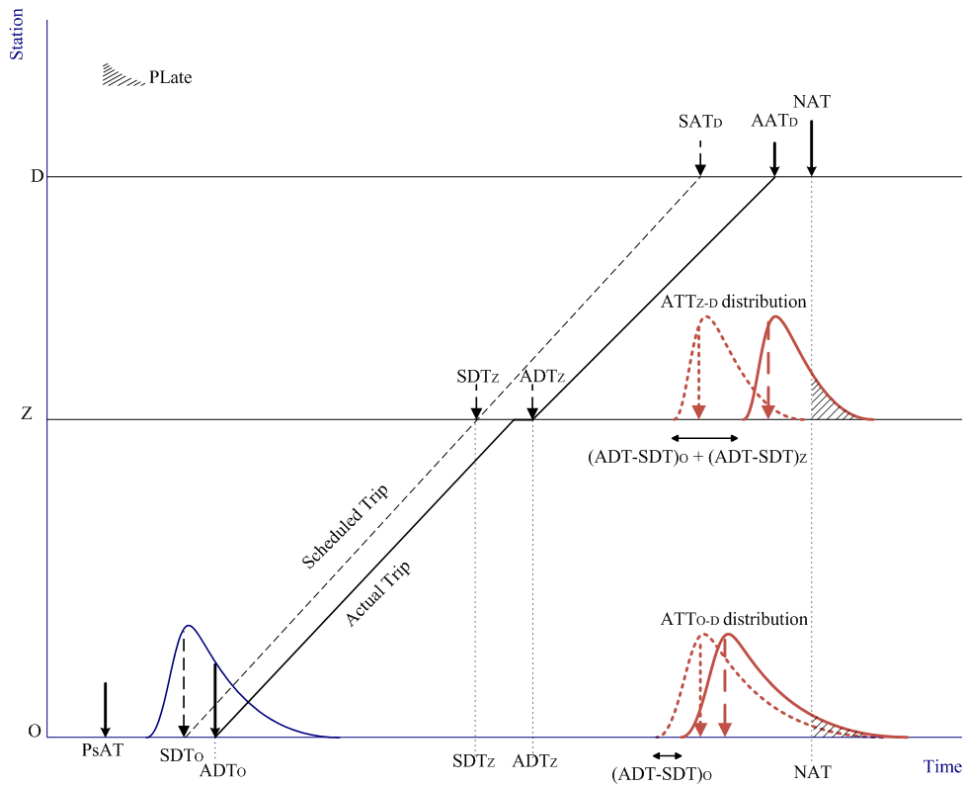 Station
PLate
NAT
SATD
AATD
D
ATTZ-D distribution
SDTZ
ADTZ
Z
(ADT-SDT)O + (ADT-SDT)Z
Scheduled Trip
Actual Trip
ATTO-D distribution
O
PsAT
SDTO
ADTO
SDTZ
ADTZ
(ADT-SDT)O
NAT
Time